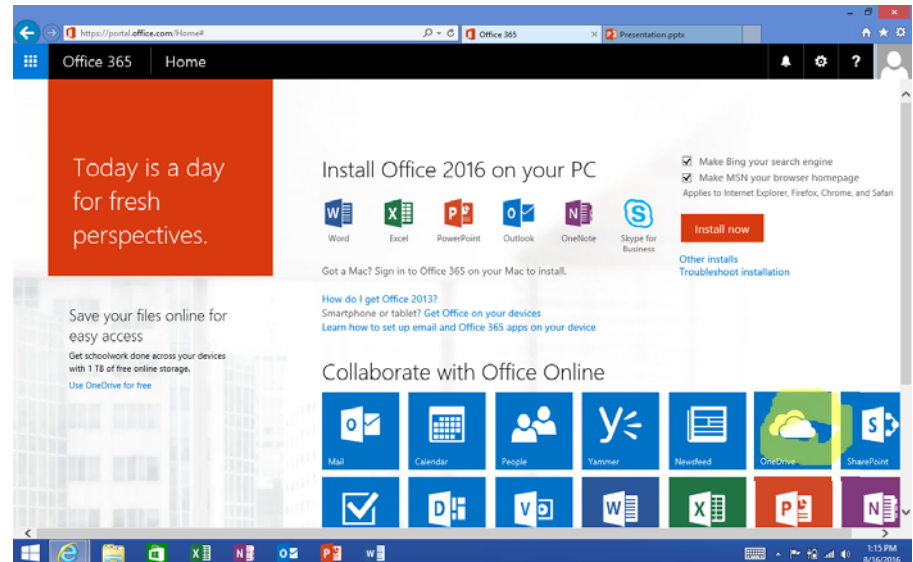 https://portal.office.com/Home#
Office 365
Presentation.pptx
Office 365
Home
?
Today is a day
for fresh
perspectives.
Save your files online for
easy access
Get schoolwork done across your devices
with 1 TB of free online storage.
Use OneDrive for free
Install Office 2016 on your PC
Word
Excel
PowerPoint
Outlook
OneNote
Skype for
Business
Got a Mac? Sign in to Office 365 on your Mac to install.
How do I get Office 2013?
Smartphone or tablet? Get Office on your devices
Learn how to set up email and Office 365 apps on your device
Make Bing your search engine
Make MSN your browser homepage
Applies to Internet Explorer, Firefox, Chrome, and Safari
Install now
Other installs
Troubleshoot installation
Collaborate with Office Online
Mail
Calendar
People
Yammer
Newsfeed
OneDrive
SharePoint
1:15 PM
8/16/2016